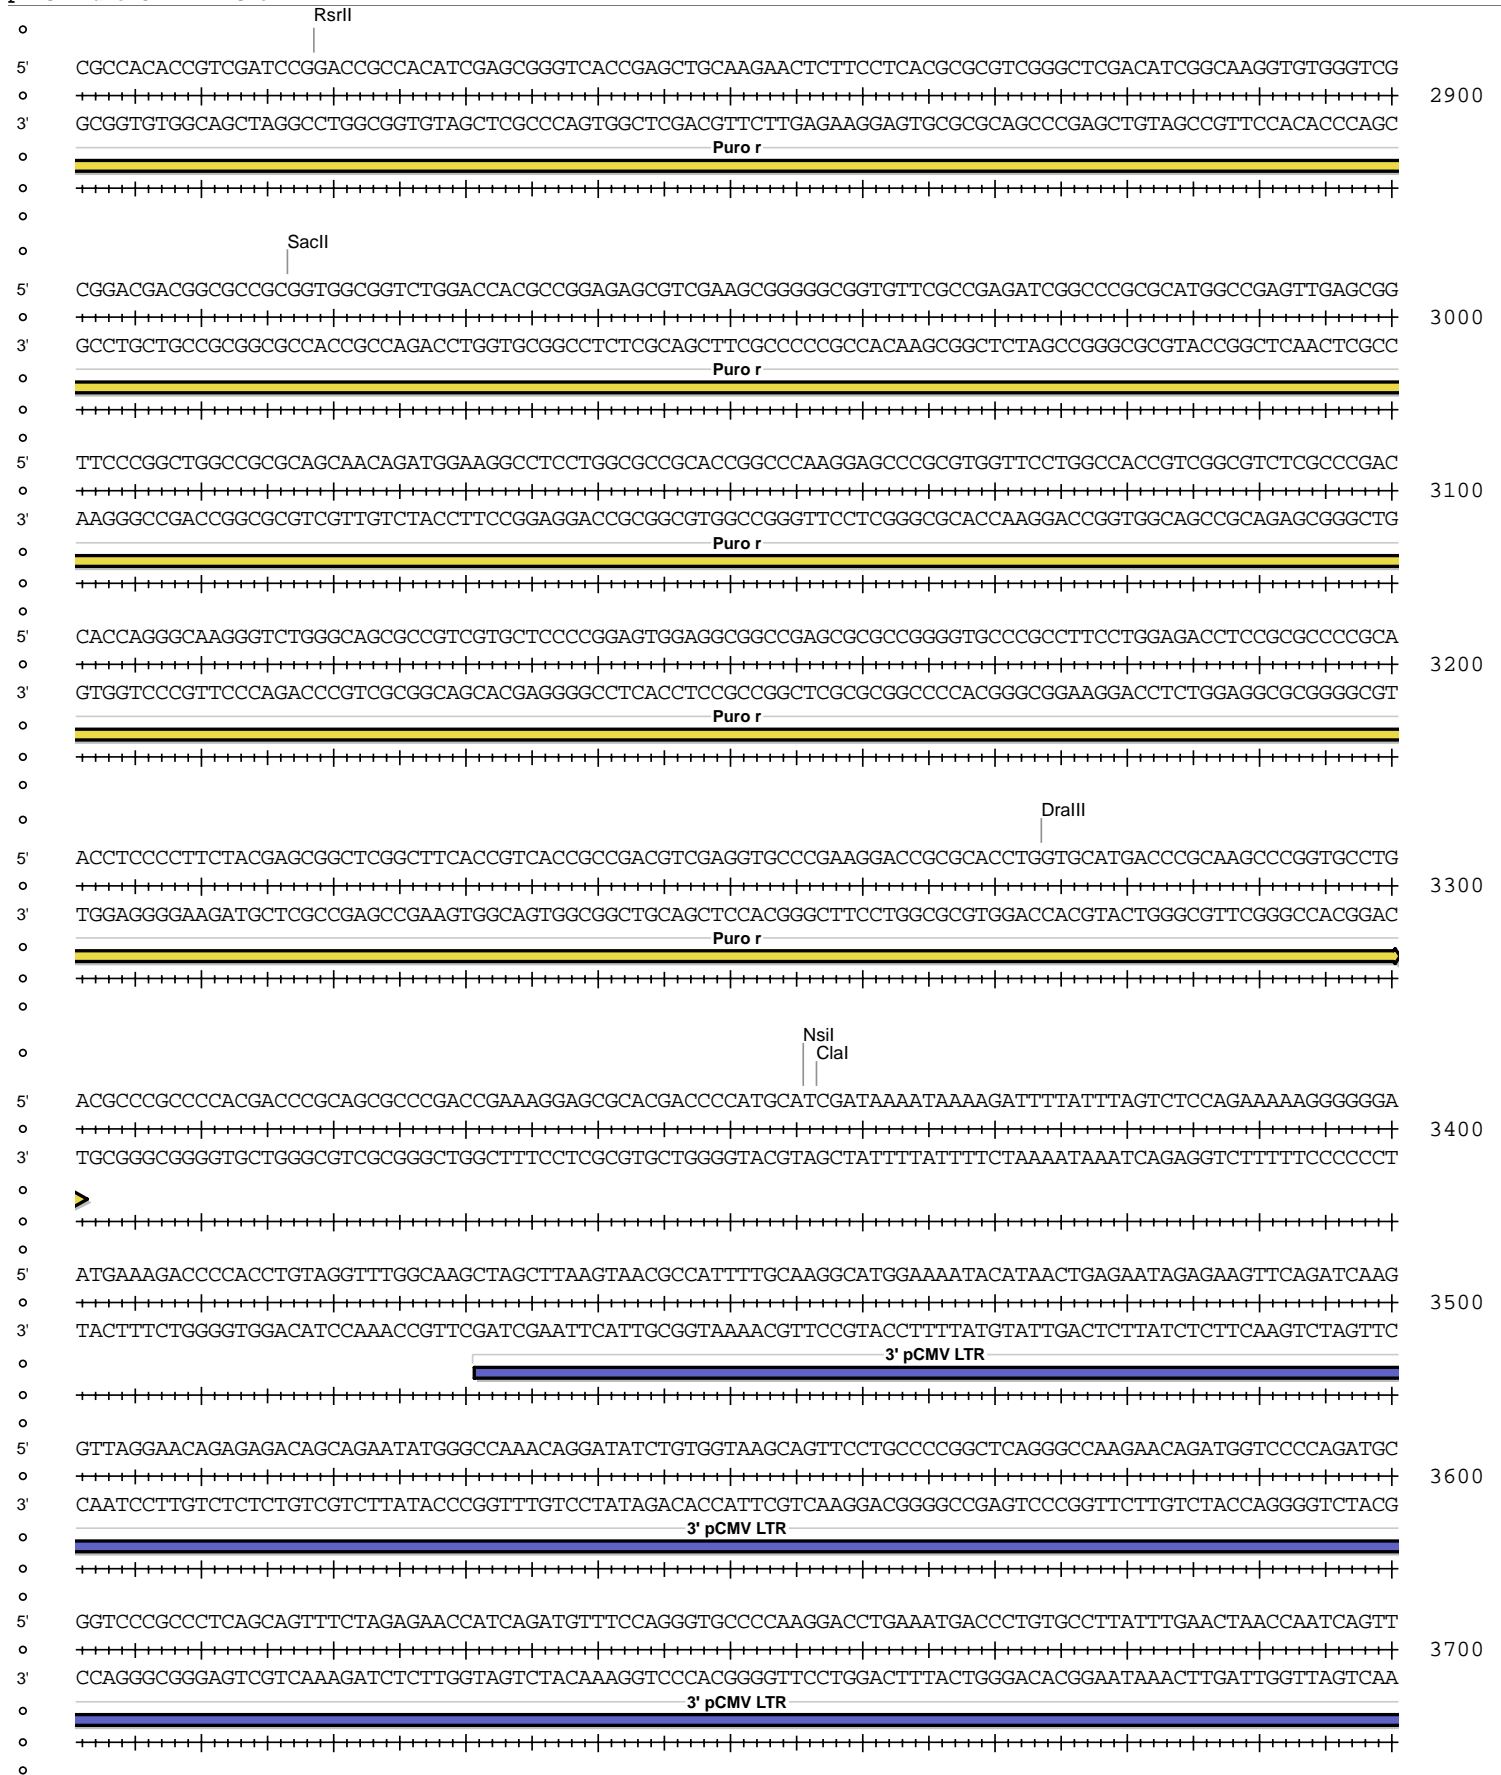 RsrII
5' CGCCACACCGTCGATCCGGACCGCCACATCGAGCGGGTCACCGAGCTGCAAGAACTCTTCCTCACGCGCGTCGGGCTCGACATCGGCAAGGTGTGGGTCG
2900
3' GCGGTGTGGCAGCTAGGCCTGGCGGTGTAGCTCGCCCAGTGGCTCGACGTTCTTGAGAAGGAGTGCGCGCAGCCCGAGCTGTAGCCGTTCCACACCCAGC
Puro r
SacII
5' CGGACGACGGCGCCGCGGTGGCGGTCTGGACCACGCCGGAGAGCGTCGAAGCGGGGGCGGTGTTCGCCGAGATCGGCCCGCGCATGGCCGAGTTGAGCGG
3000
3' GCCTGCTGCCGCGGCGCCACCGCCAGACCTGGTGCGGCCTCTCGCAGCTTCGCCCCCGCCACAAGCGGCTCTAGCCGGGCGCGTACCGGCTCAACTCGCC
Puro r
5' TTCCCGGCTGGCCGCGCAGCAACAGATGGAAGGCCTCCTGGCGCCGCACCGGCCCAAGGAGCCCGCGTGGTTCCTGGCCACCGTCGGCGTCTCGCCCGAC
3100
3' AAGGGCCGACCGGCGCGTCGTTGTCTACCTTCCGGAGGACCGCGGCGTGGCCGGGTTCCTCGGGCGCACCAAGGACCGGTGGCAGCCGCAGAGCGGGCTG
Puro r
5' CACCAGGGCAAGGGTCTGGGCAGCGCCGTCGTGCTCCCCGGAGTGGAGGCGGCCGAGCGCGCCGGGGTGCCCGCCTTCCTGGAGACCTCCGCGCCCCGCA
3200
3' GTGGTCCCGTTCCCAGACCCGTCGCGGCAGCACGAGGGGCCTCACCTCCGCCGGCTCGCGCGGCCCCACGGGCGGAAGGACCTCTGGAGGCGCGGGGCGT
Puro r
DraIII
5' ACCTCCCCTTCTACGAGCGGCTCGGCTTCACCGTCACCGCCGACGTCGAGGTGCCCGAAGGACCGCGCACCTGGTGCATGACCCGCAAGCCCGGTGCCTG
3300
3' TGGAGGGGAAGATGCTCGCCGAGCCGAAGTGGCAGTGGCGGCTGCAGCTCCACGGGCTTCCTGGCGCGTGGACCACGTACTGGGCGTTCGGGCCACGGAC
Puro r
NsiI
ClaI
5' ACGCCCGCCCCACGACCCGCAGCGCCCGACCGAAAGGAGCGCACGACCCCATGCATCGATAAAATAAAAGATTTTATTTAGTCTCCAGAAAAAGGGGGGA
3400
3' TGCGGGCGGGGTGCTGGGCGTCGCGGGCTGGCTTTCCTCGCGTGCTGGGGTACGTAGCTATTTTATTTTCTAAAATAAATCAGAGGTCTTTTTCCCCCCT
5' ATGAAAGACCCCACCTGTAGGTTTGGCAAGCTAGCTTAAGTAACGCCATTTTGCAAGGCATGGAAAATACATAACTGAGAATAGAGAAGTTCAGATCAAG
3500
3' TACTTTCTGGGGTGGACATCCAAACCGTTCGATCGAATTCATTGCGGTAAAACGTTCCGTACCTTTTATGTATTGACTCTTATCTCTTCAAGTCTAGTTC
3' pCMV LTR
5' GTTAGGAACAGAGAGACAGCAGAATATGGGCCAAACAGGATATCTGTGGTAAGCAGTTCCTGCCCCGGCTCAGGGCCAAGAACAGATGGTCCCCAGATGC
3600
3' CAATCCTTGTCTCTCTGTCGTCTTATACCCGGTTTGTCCTATAGACACCATTCGTCAAGGACGGGGCCGAGTCCCGGTTCTTGTCTACCAGGGGTCTACG
3' pCMV LTR
5' GGTCCCGCCCTCAGCAGTTTCTAGAGAACCATCAGATGTTTCCAGGGTGCCCCAAGGACCTGAAATGACCCTGTGCCTTATTTGAACTAACCAATCAGTT
3700
3' CCAGGGCGGGAGTCGTCAAAGATCTCTTGGTAGTCTACAAAGGTCCCACGGGGTTCCTGGACTTTACTGGGACACGGAATAAACTTGATTGGTTAGTCAA
3' pCMV LTR